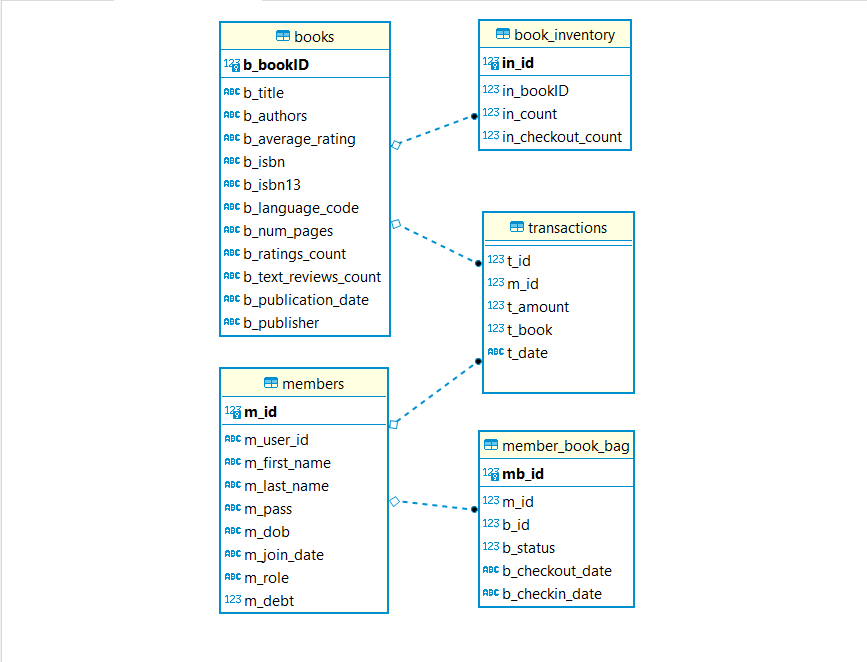 books
123 b_bookID
ABC b_title
ABC b_authors
ABC b_average_rating
ABC b_isbn
ABC b_isbn13
ABC b_language_code
ABC b_num_pages
ABC b_ratings_count
ABC b_text_reviews_count
ABC b_publication_date
ABC b_publisher
book_inventory
123 in_id
123 in_bookID
123 in_count
123 in_checkout_count
transactions
123 t_id
123 m_id
123 t_amount
123 t_book
ABC t_date
members
123 m_id
ABC m_user_id
ABC m_first_name
ABC m_last_name
ABC m_pass
ABC m_dob
ABC m_join_date
ABC m_role
123 m_debt
member_book_bag
123 mb_id
123 m_id
123 b_id
123 b_status
ABC b_checkout_date
ABC b_checkin_date